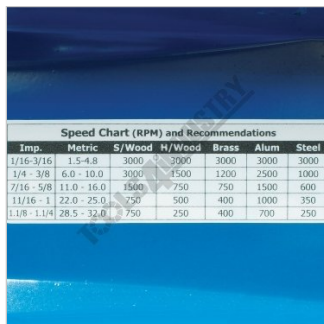 Speed Chart (RPM) and Recommendations
Imp. Metric S/Wood H/Wood Brass Alum Steel
1/16-3/16 1.5-4.8 3000 3000 3000 3000 3000
1/4 - 3/8 6.0 - 10.0 3000 1500 1200 2500 1000
7/16 - 5/8 11.0 - 16.0 1500 750 750 1500 600
11/16 - 1 22.0 - 25.0 750 500 400 1000 350
1.1/8 - 1.1/4 28.5 - 32.0 750 250 400 700 250
TOOLS4INDUSTRY